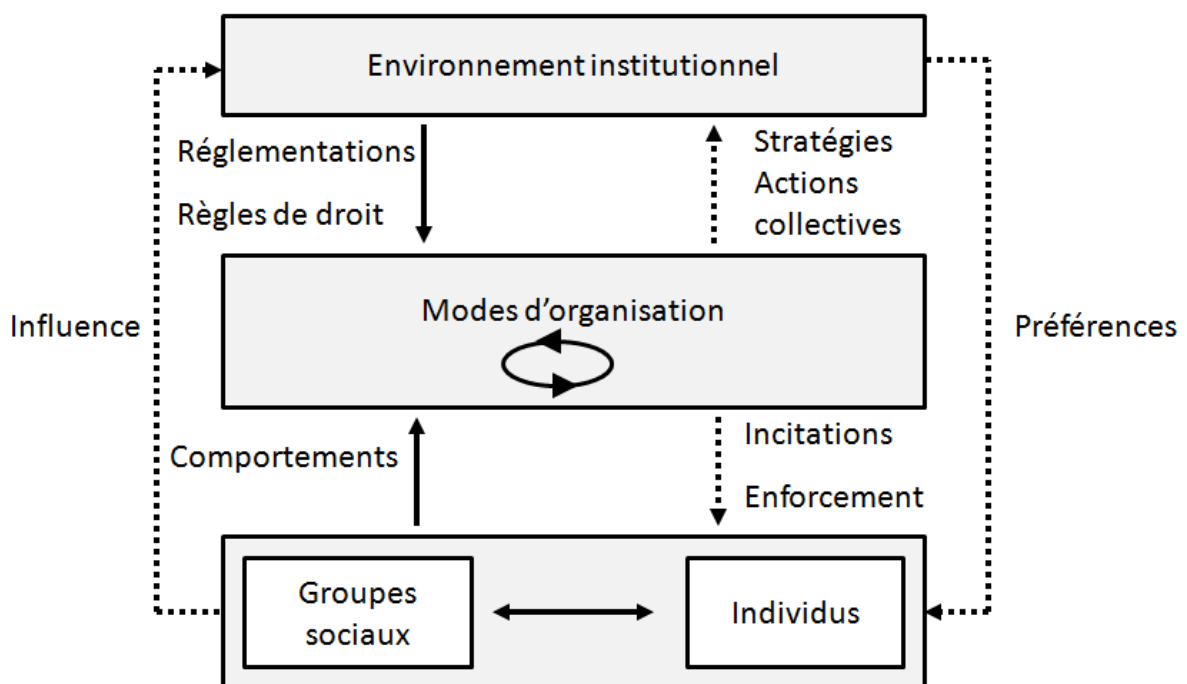 Environnement institutionnel
Réglementations
Règles de droit
Stratégies
Actions
collectives
Influence
Modes d'organisation
Préférences
Comportements
Incitations
Enforcement
Groupes
sociaux
Individus